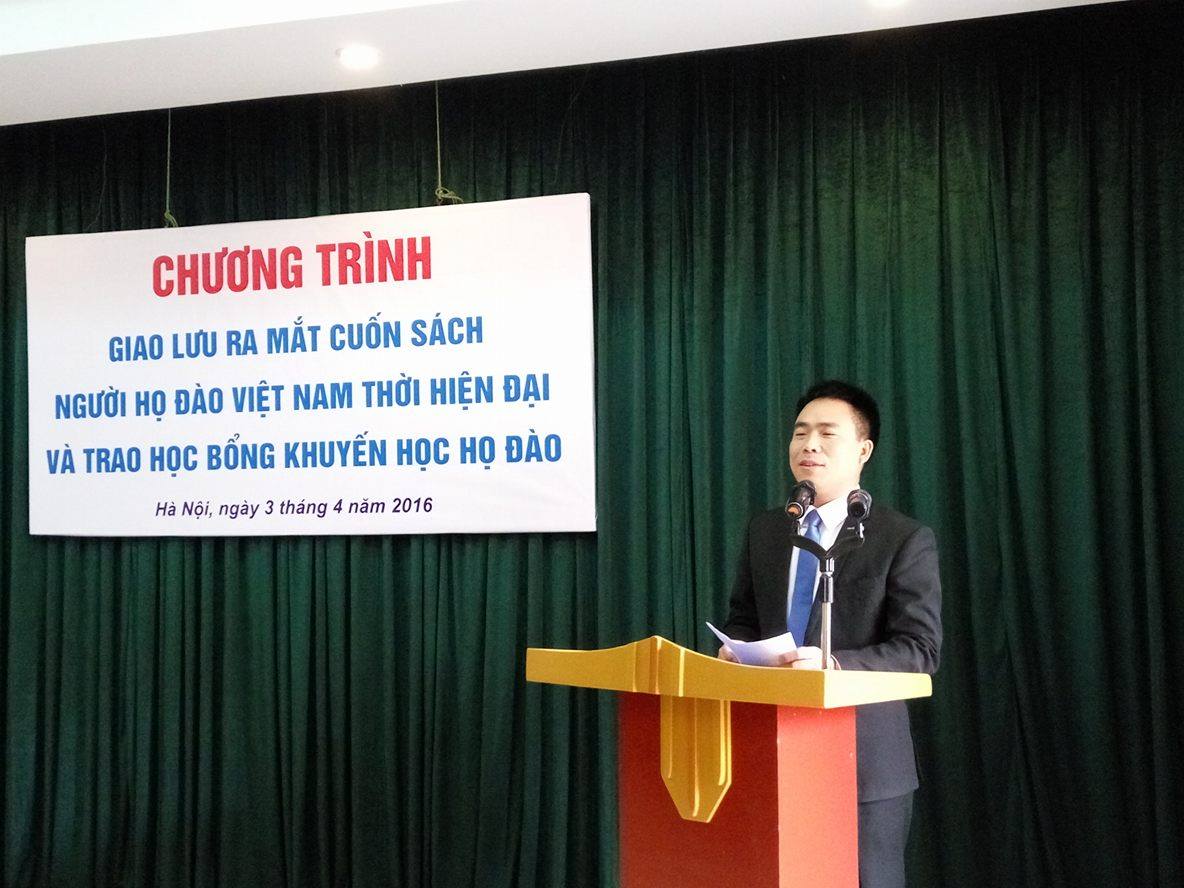 CHƯƠNG TRÌNH
GIAO LƯU RA MẮT CUỐN SÁCH
NGƯỜI HỌ ĐÀO VIỆT NAM THỜI HIỆN ĐẠI
VÀ TRAO HỌC BỔNG KHUYẾN HỌC HỌ ĐÀO
Hà Nội, ngày 3 tháng 4 năm 2016